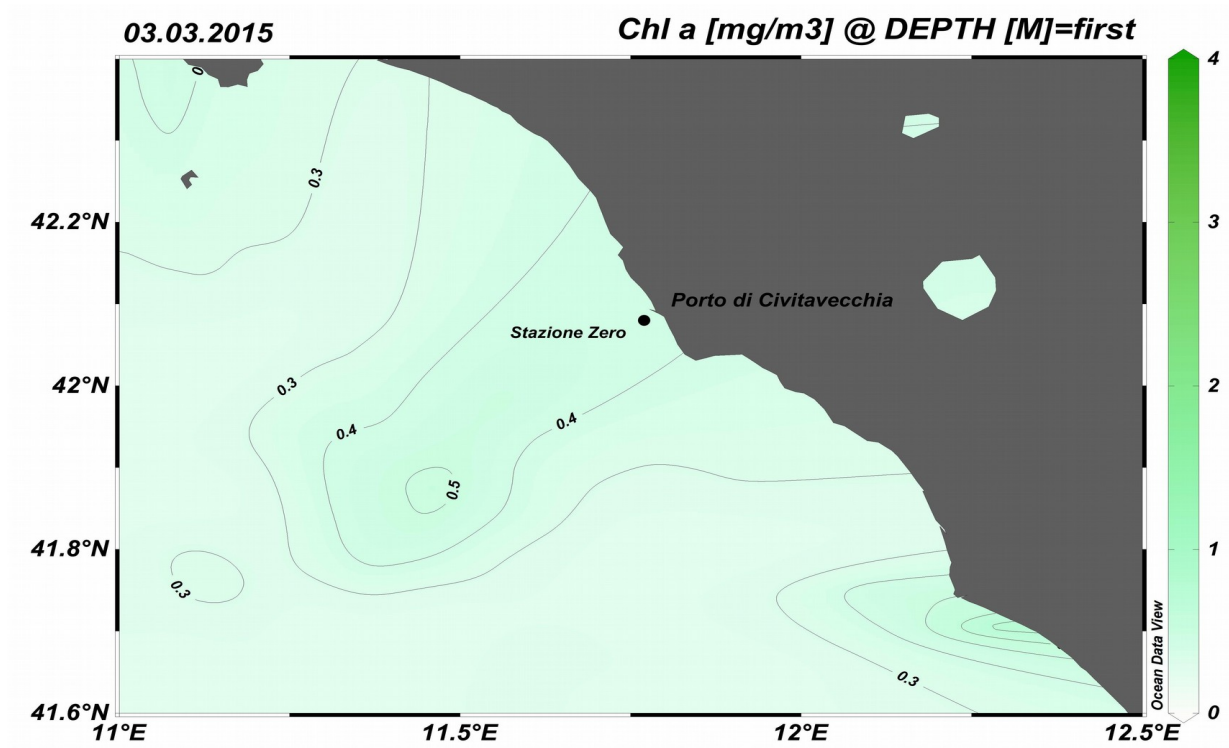 03.03.2015
Chl a [mg/m3] @ DEPTH [M]=first
0
0.3
42.2°N
Porto di Civitavecchia
Stazione Zero
42°N
0.3
0.4
0.4
0.5
41.8°N
0.3
0.3
41.6°N
11°E
11.5°E
12°E
12.5°E
Ocean Data View
4
3
2
1
0